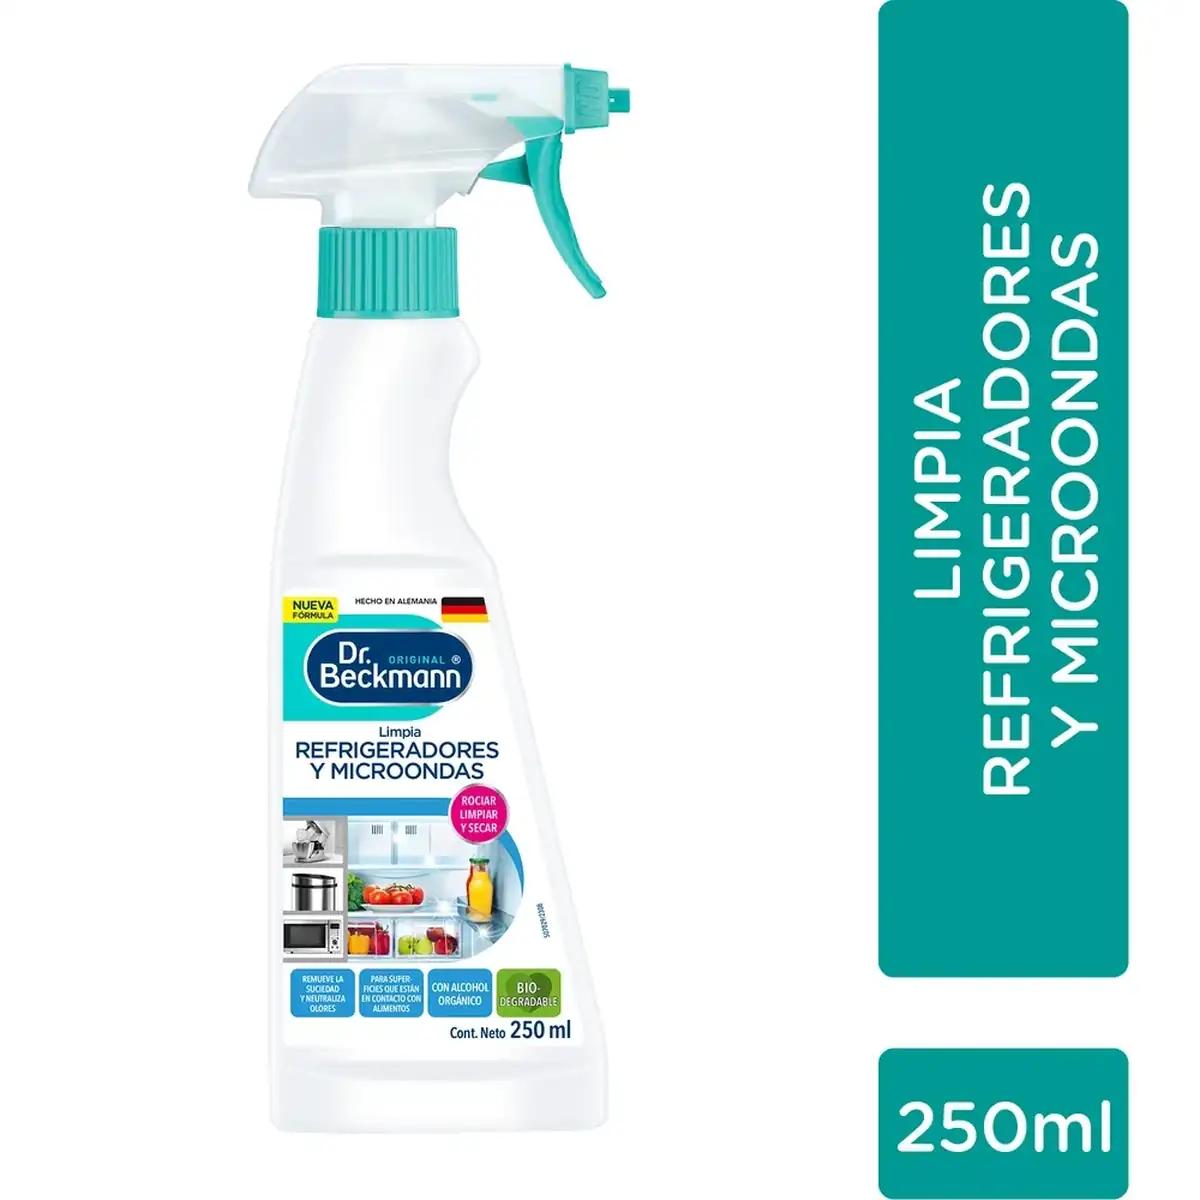 NUEVA
FÓRMULA
HECHO EN ALEMANIA
Dr.
ORIGINAL ®
Beckmann
Limpia
REFRIGERADORES
Y MICROONDAS
ROCIAR
LIMPIAR
Y SECAR
REMUEVE LA
SUCIEDAD
Y NEUTRALIZA
OLORES
PARA SUPER-
FICIES QUE ESTÁN
EN CONTACTO CON
ALIMENTOS
CON ALCOHOL
ORGÁNICO
BIO-
DEGRADABLE
Cont. Neto 250 ml
LIMPIA
REFRIGERADORES
Y MICROONDAS
250ml